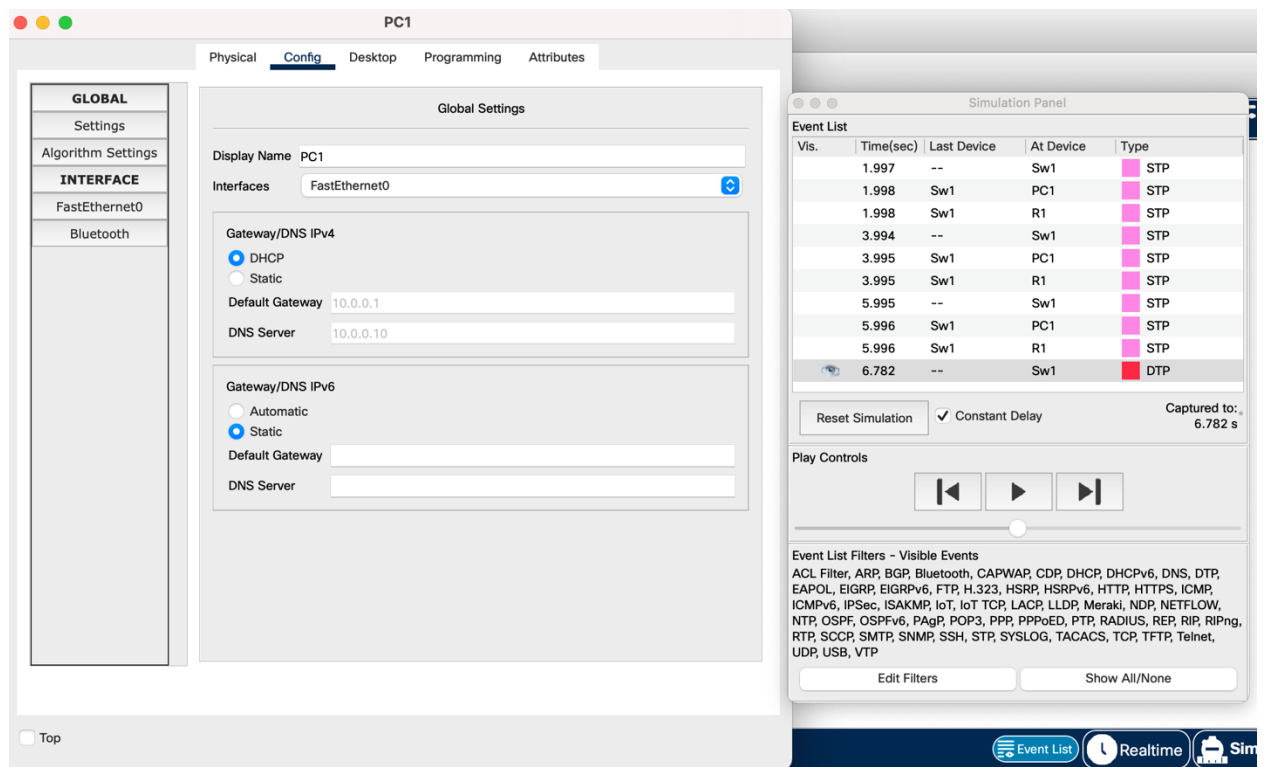 PC1
Physical Config Desktop Programming Attributes
GLOBAL
Settings
Algorithm Settings
INTERFACE
FastEthernet0
Bluetooth
Global Settings
Display Name PC1
Interfaces FastEthernet0
Gateway/DNS IPv4
DHCP
Static
Default Gateway 10.0.0.1
DNS Server 10.0.0.10
Gateway/DNS IPv6
Automatic
Static
Default Gateway
DNS Server
Top
Simulation Panel
Event List
Vis. Time(sec) Last Device At Device Type
1.997 -- Sw1 STP
1.998 Sw1 PC1 STP
1.998 Sw1 R1 STP
3.994 -- Sw1 STP
3.995 Sw1 PC1 STP
3.995 Sw1 R1 STP
5.995 -- Sw1 STP
5.996 Sw1 PC1 STP
5.996 Sw1 R1 STP
6.782 -- Sw1 DTP
Reset Simulation Constant Delay Captured to:
6.782 s
Play Controls
Event List Filters - Visible Events
ACL Filter, ARP, BGP, Bluetooth, CAPWAP, CDP, DHCP, DHCPv6, DNS, DTP,
EAPOL, EIGRP, EIGRPv6, FTP, H.323, HSRP, HSRPv6, HTTP, HTTPS, ICMP,
ICMPv6, IPSec, ISAKMP, IoT, IoT TCP, LACP, LLDP, Meraki, NDP, NETFLOW,
NTP, OSPF, OSPFv6, PAgP, POP3, PPP, PPPoED, PTP, RADIUS, REP, RIP, RIPng,
RTP, SCCP, SMTP, SNMP, SSH, STP, SYSLOG, TACACS, TCP, TFTP, Telnet,
UDP, USB, VTP
Edit Filters Show All/None
Event List Realtime Sim